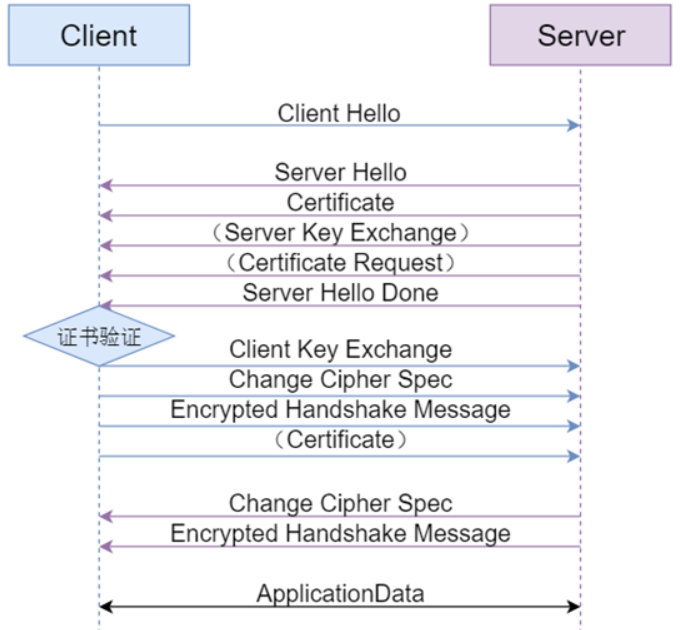 Client
Server
Client Hello
Server Hello
Certificate
（Server Key Exchange）
（Certificate Request）
Server Hello Done
证书验证
Client Key Exchange
Change Cipher Spec
Encrypted Handshake Message
（Certificate）
Change Cipher Spec
Encrypted Handshake Message
ApplicationData